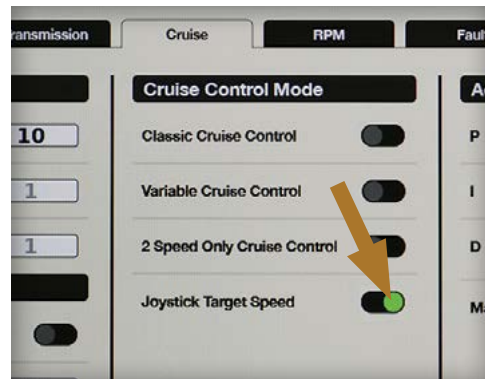 ransmission Cruise RPM Fault
Cruise Control Mode
10 Classic Cruise Control P
1 Variable Cruise Control I
1 2 Speed Only Cruise Control D
Joystick Target Speed